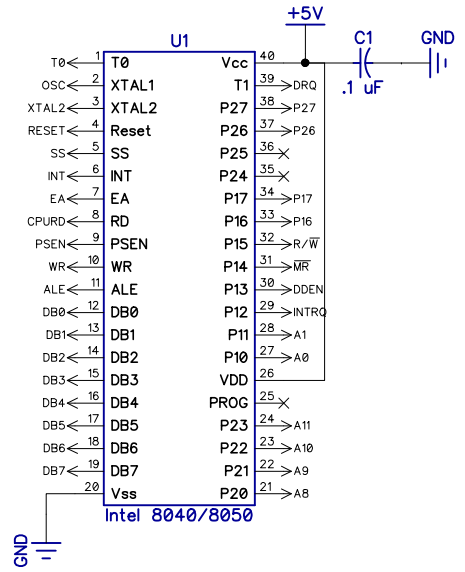 +5V
U1
C1
GND
.1 uF
T0 1 T0 Vcc 40
OSC 2 XTAL1 T1 39 DRQ
XTAL2 3 XTAL2 P27 38 P27
RESET 4 Reset P26 37 P26
SS 5 SS P25 36
INT 6 INT P24 35
EA 7 EA P17 34 P17
CPURD 8 RD P16 33 P16
PSEN 9 PSEN P15 32 R/W̅
WR 10 WR P14 31 M̅R̅
ALE 11 ALE P13 30 DDEN
DB0 12 DB0 P12 29 INTRQ
DB1 13 DB1 P11 28 A1
DB2 14 DB2 P10 27 A0
DB3 15 DB3 VDD 26
DB4 16 DB4 PROG 25
DB5 17 DB5 P23 24 A11
DB6 18 DB6 P22 23 A10
DB7 19 DB7 P21 22 A9
20 Vss P20 21 A8
Intel 8040/8050
GND